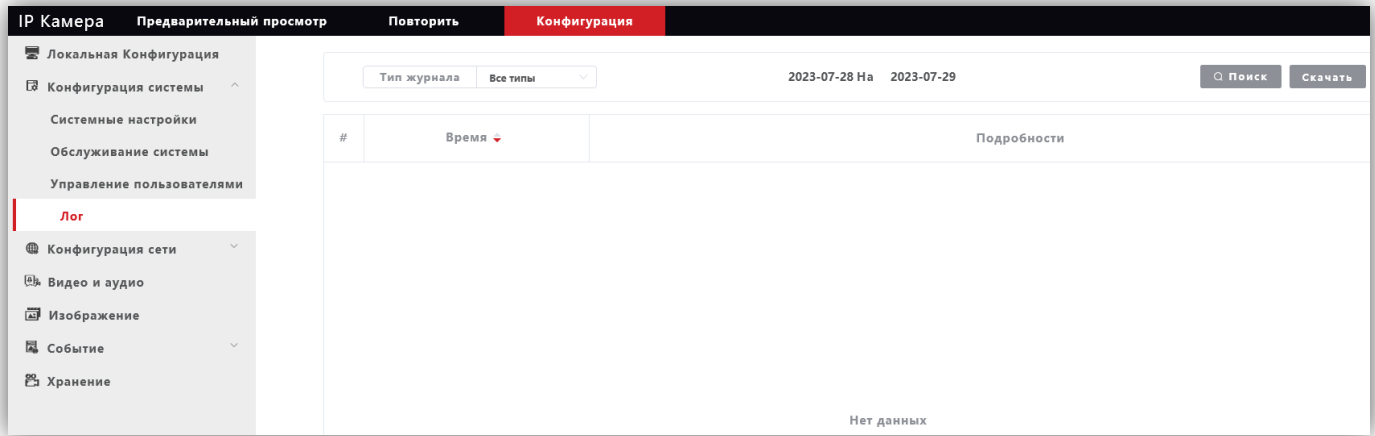 IP Камера Предварительный просмотр Повторить Конфигурация
Локальная Конфигурация
Конфигурация системы
Системные настройки
Обслуживание системы
Управление пользователями
Лог
Конфигурация сети
Видео и аудио
Изображение
Событие
Хранение
Тип журнала Все типы 2023-07-28 На 2023-07-29 Поиск Скачать
# Время Подробности
Нет данных